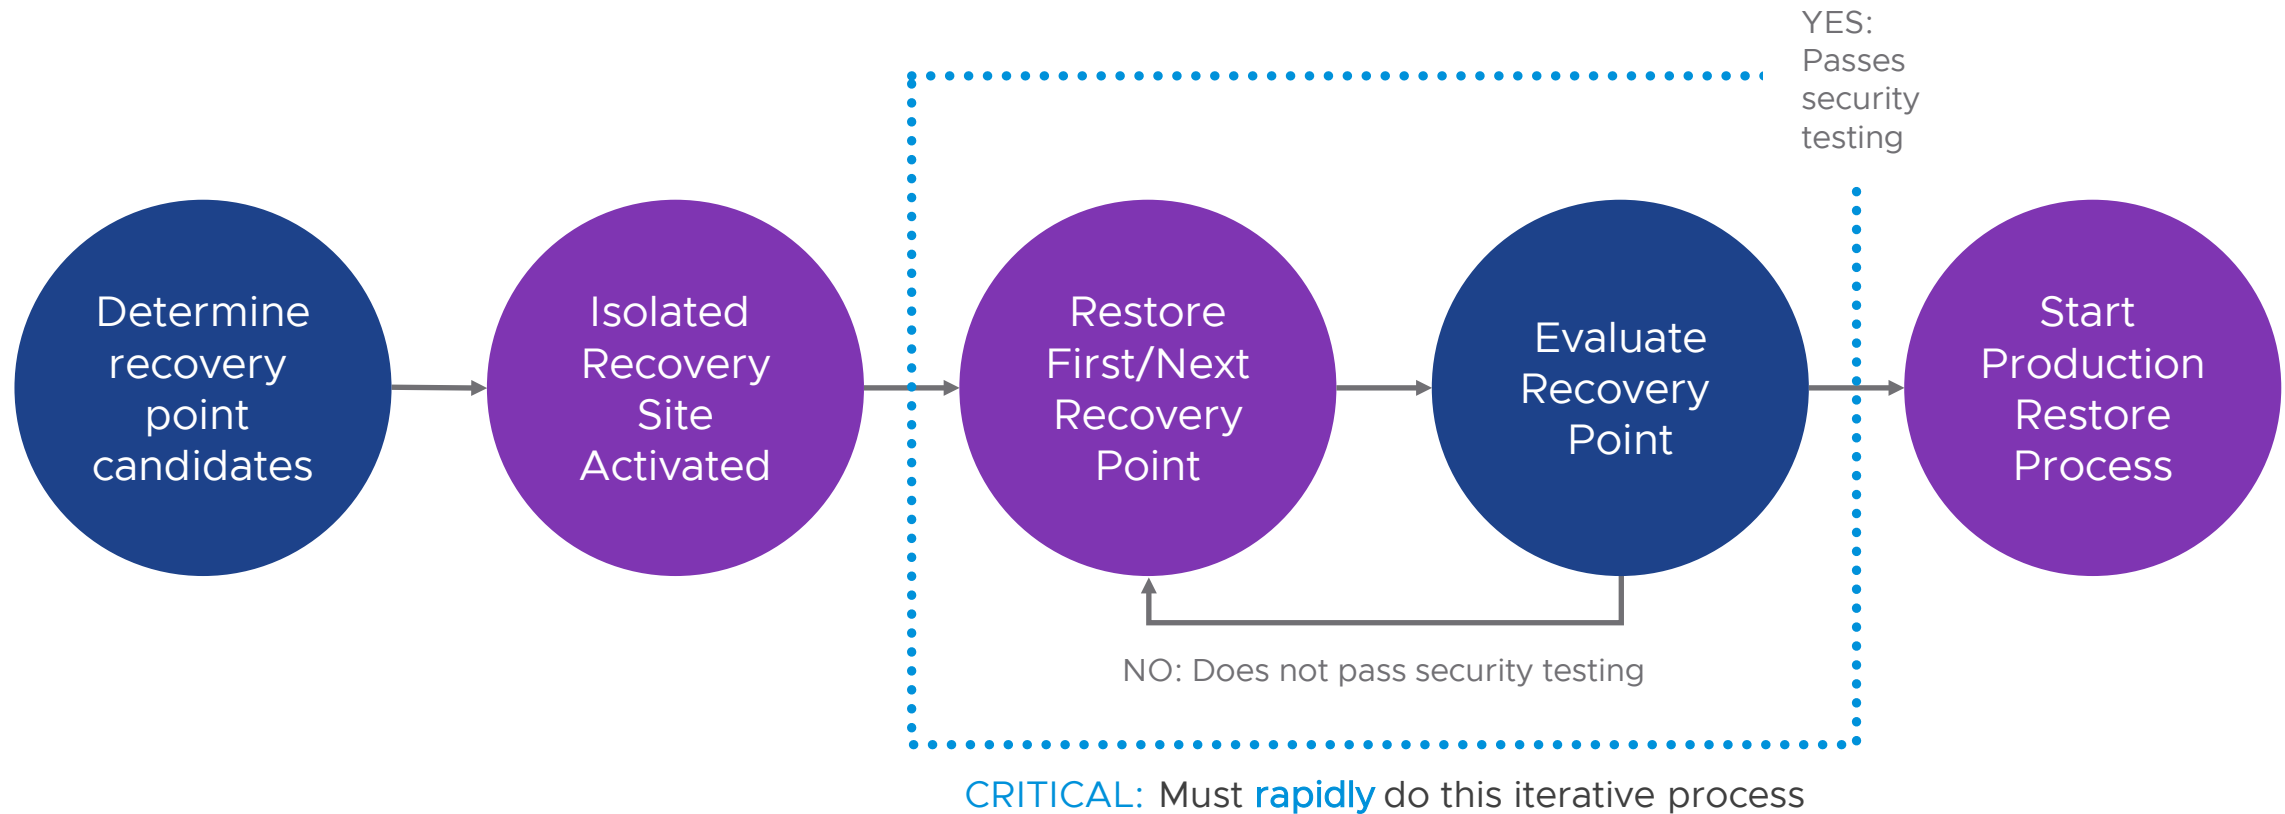 YES:
Passes
security
testing
Determine
recovery
point
candidates
Isolated
Recovery
Site
Activated
Restore
First/Next
Recovery
Point
Evaluate
Recovery
Point
Start
Production
Restore
Process
NO: Does not pass security testing
CRITICAL: Must rapidly do this iterative process